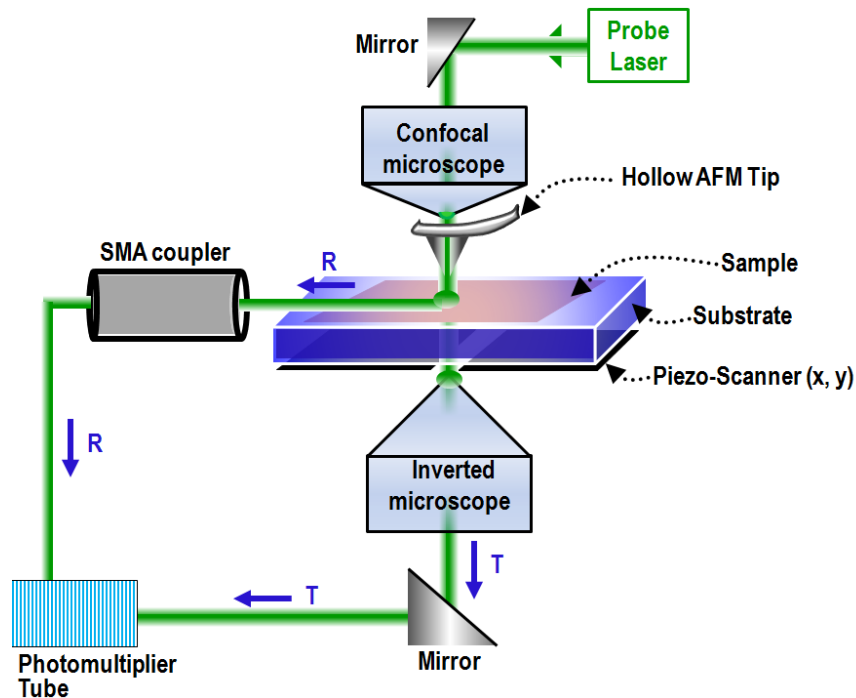 Mirror
Probe
Laser
Confocal
microscope
Hollow AFM Tip
SMA coupler
R
Sample
Substrate
Piezo-Scanner (x, y)
R
Inverted
microscope
T
T
Photomultiplier
Tube
Mirror